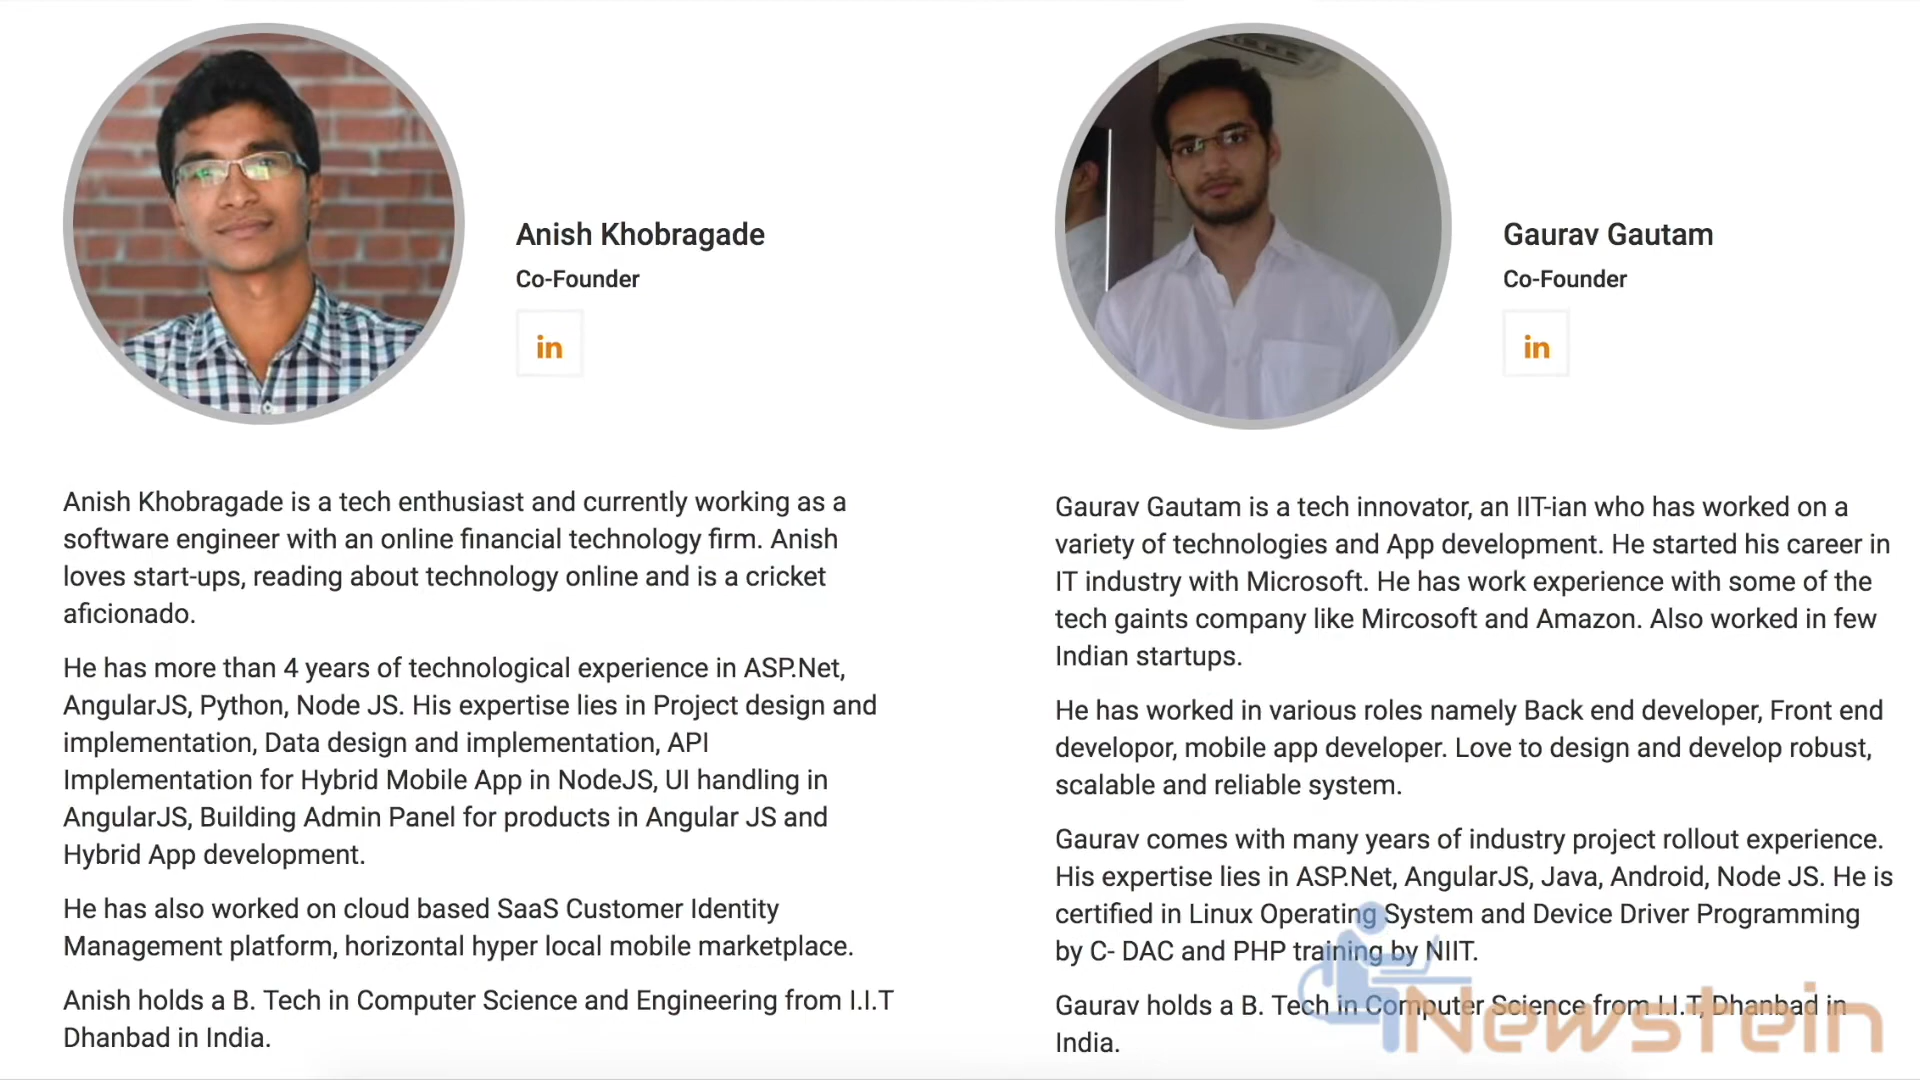 Anish Khobragade
Co-Founder
in
Anish Khobragade is a tech enthusiast and currently working as a
software engineer with an online financial technology firm. Anish
loves start-ups, reading about technology online and is a cricket
aficionado.
He has more than 4 years of technological experience in ASP.Net,
AngularJS, Python, Node JS. His expertise lies in Project design and
implementation, Data design and implementation, API
Implementation for Hybrid Mobile App in NodeJS, UI handling in
AngularJS, Building Admin Panel for products in Angular JS and
Hybrid App development.
He has also worked on cloud based SaaS Customer Identity
Management platform, horizontal hyper local mobile marketplace.
Anish holds a B. Tech in Computer Science and Engineering from I.I.T
Dhanbad in India.
Gaurav Gautam
Co-Founder
in
Gaurav Gautam is a tech innovator, an IIT-ian who has worked on a
variety of technologies and App development. He started his career in
IT industry with Microsoft. He has work experience with some of the
tech gaints company like Mircosoft and Amazon. Also worked in few
Indian startups.
He has worked in various roles namely Back end developer, Front end
developor, mobile app developer. Love to design and develop robust,
scalable and reliable system.
Gaurav comes with many years of industry project rollout experience.
His expertise lies in ASP.Net, AngularJS, Java, Android, Node JS. He is
certified in Linux Operating System and Device Driver Programming
by C- DAC and PHP training by NIIT.
Gaurav holds a B. Tech in Computer Science from I.I.T, Dhanbad in
India.
Newstein